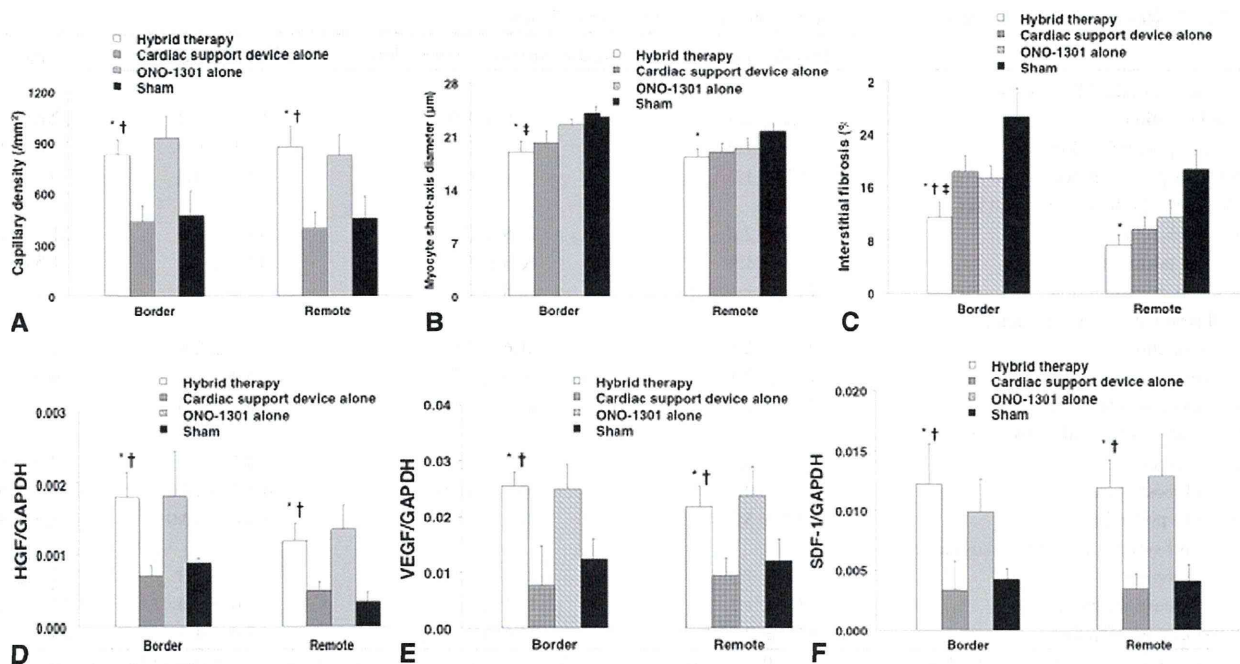 Hybrid therapy
Cardiac support device alone
ONO-1301 alone
Sham
Capillary density (/mm²)
1200
900
600
300
0
* †
* †
Border
Remote
A
Hybrid therapy
Cardiac support device alone
ONO-1301 alone
Sham
Myocyte short-axis diameter (µm)
28
21
14
7
0
* ‡
*
Border
Remote
B
Hybrid therapy
Cardiac support device alone
ONO-1301 alone
Sham
Interstitial fibrosis (%
2
24
16
8
0
* † ‡
*
Border
Remote
C
Hybrid therapy
Cardiac support device alone
ONO-1301 alone
Sham
HGF/GAPDH
0.003
0.002
0.001
0.000
* †
* †
Border
Remote
D
Hybrid therapy
Cardiac support device alone
ONO-1301 alone
Sham
VEGF/GAPDH
0.04
0.03
0.02
0.01
0.00
* †
* †
Border
Remote
E
Hybrid therapy
Cardiac support device alone
ONO-1301 alone
Sham
SDF-1/GAPDH
0.020
0.015
0.010
0.005
0.000
* †
* †
Border
Remote
F